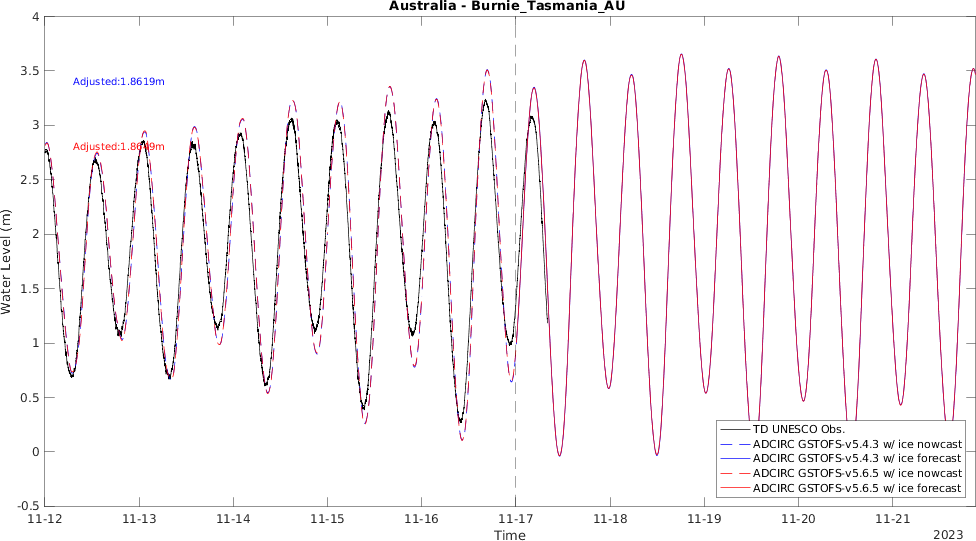 Australia - Burnie_Tasmania_AU
Water Level (m)
4
3.5
3
2.5
2
1.5
1
0.5
0
-0.5
Adjusted:1.8619m
TD UNESCO Obs.
ADCIRC GSTOFS-v5.4.3 w/ ice nowcast
ADCIRC GSTOFS-v5.4.3 w/ ice forecast
ADCIRC GSTOFS-v5.6.5 w/ ice nowcast
ADCIRC GSTOFS-v5.6.5 w/ ice forecast
11-12 11-13 11-14 11-15 11-16 11-17 11-18 11-19 11-20 11-21
Time
2023